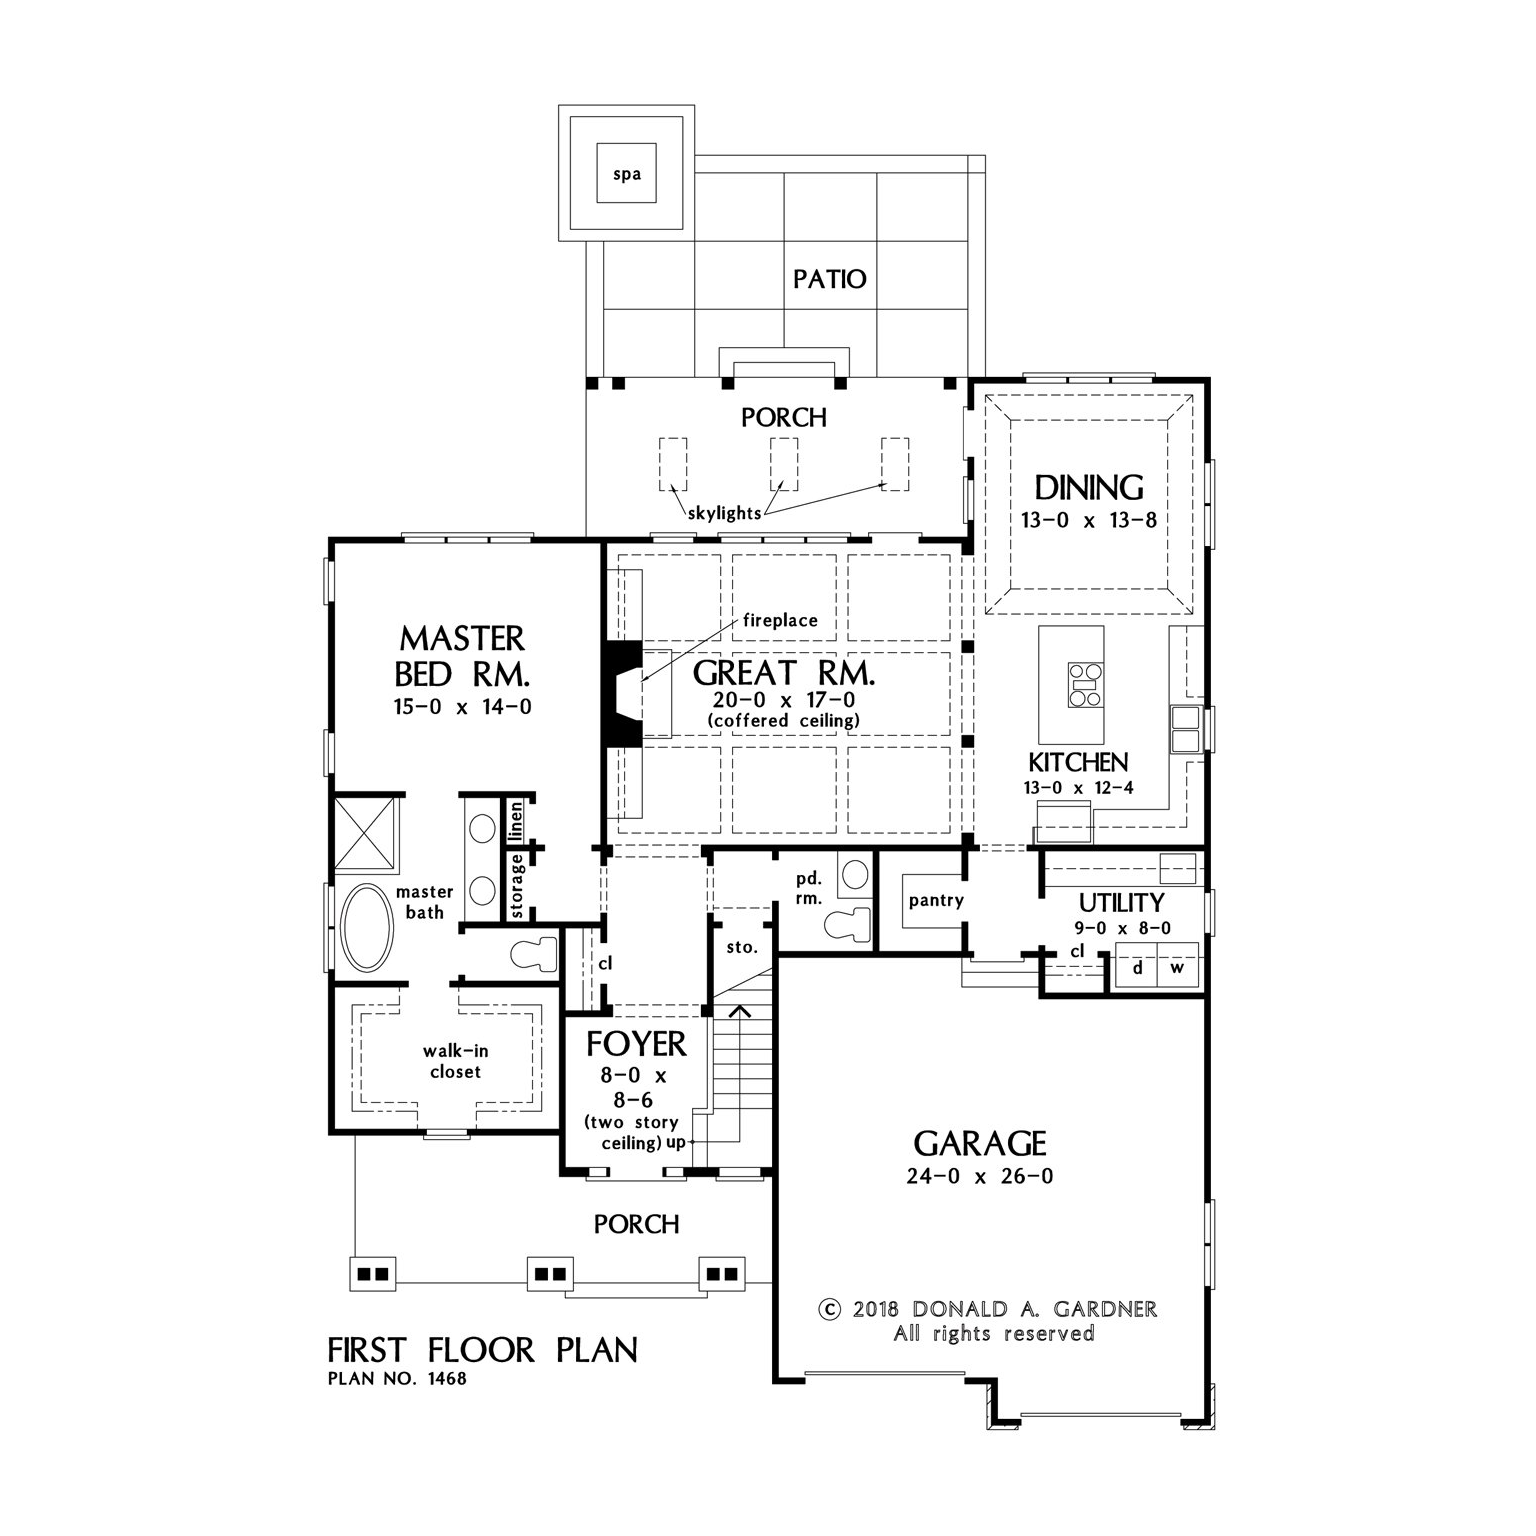 spa
PATIO
PORCH
skylights
DINING
13-0 x 13-8
MASTER
BED RM.
15-0 x 14-0
fireplace
GREAT RM.
20-0 x 17-0
(coffered ceiling)
KITCHEN
13-0 x 12-4
linen
storage
master
bath
pd.
rm.
pantry
UTILITY
9-0 x 8-0
cl
d
w
sto.
cl
walk-in
closet
FOYER
8-0 x
8-6
(two story
ceiling)
up
GARAGE
24-0 x 26-0
PORCH
© 2018 DONALD A. GARDNER
All rights reserved
FIRST FLOOR PLAN
PLAN NO. 1468